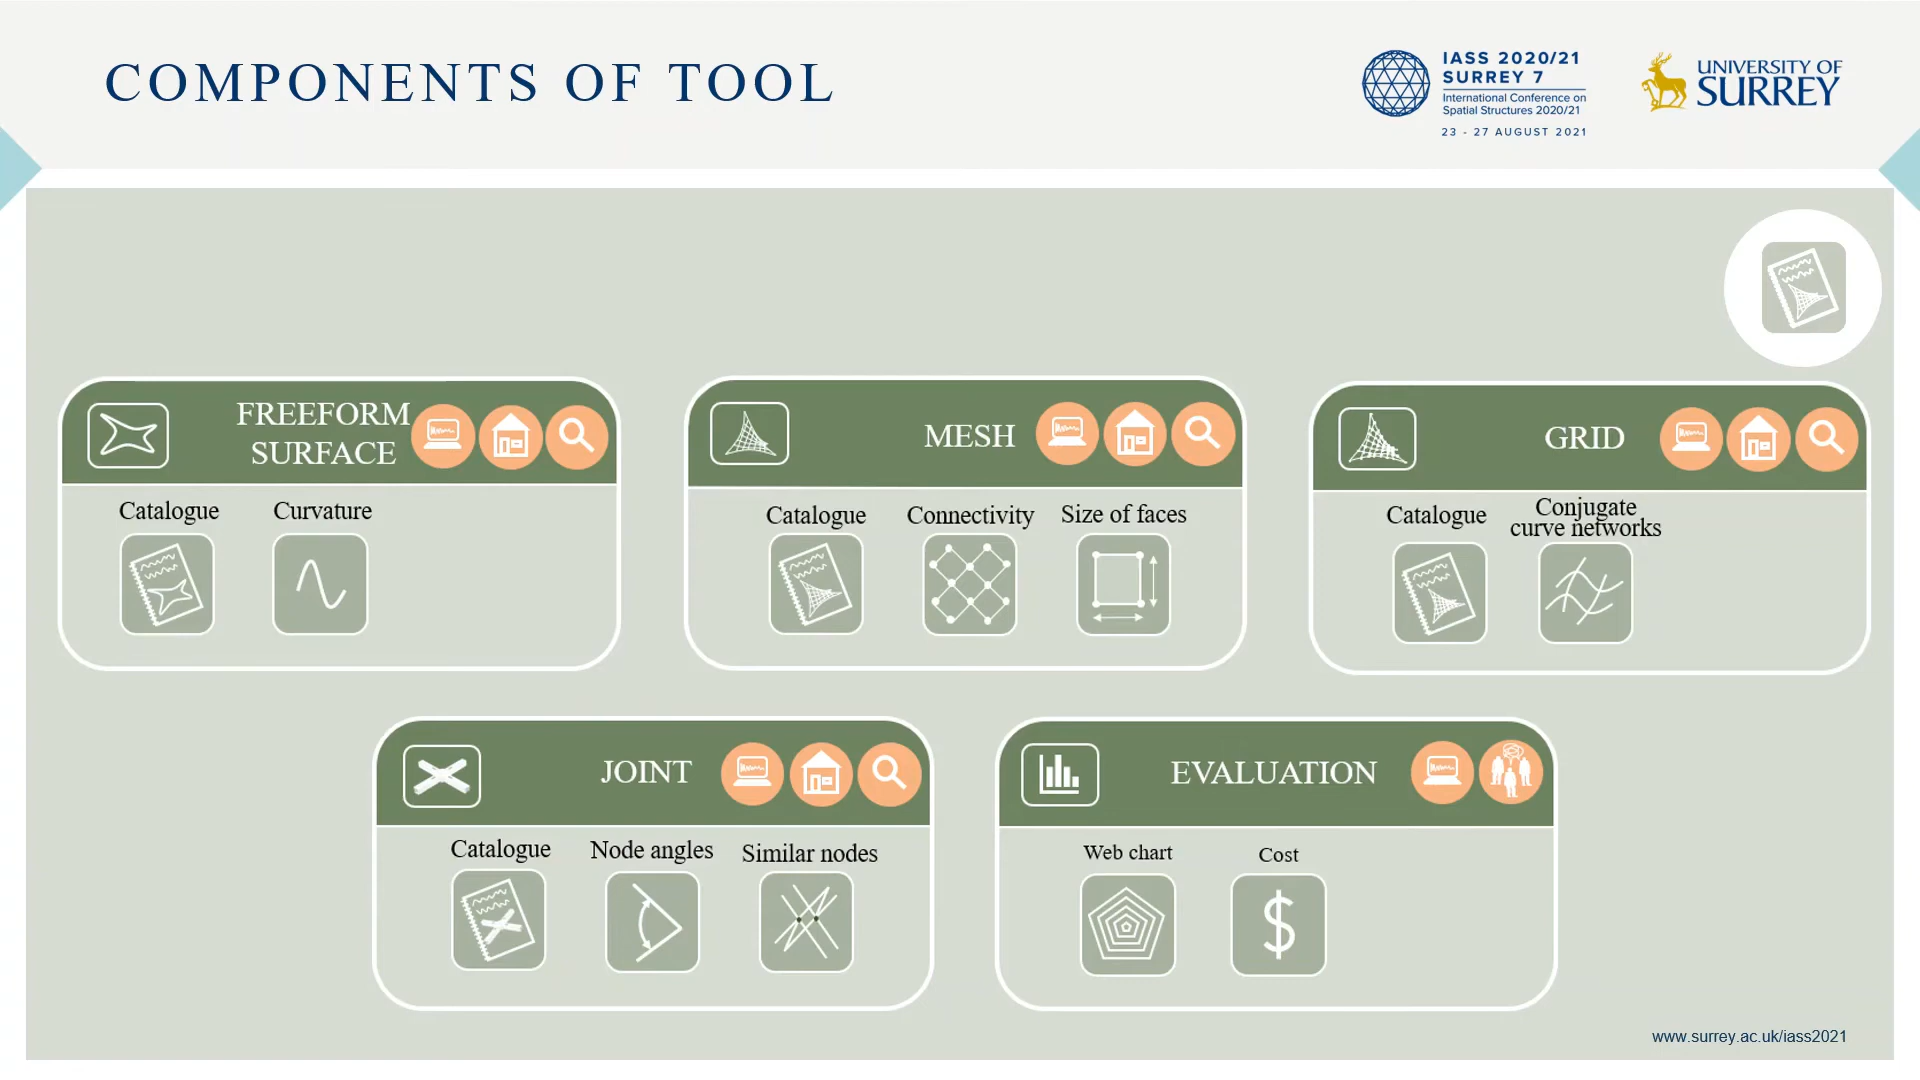 COMPONENTS OF TOOL
IASS 2020/21
SURREY 7
International Conference on
Spatial Structures 2020/21
23 - 27 AUGUST 2021
UNIVERSITY OF
SURREY
FREEFORM
SURFACE
Catalogue
Curvature
MESH
Catalogue
Connectivity
Size of faces
GRID
Catalogue
Conjugate
curve networks
JOINT
Catalogue
Node angles
Similar nodes
EVALUATION
Web chart
Cost
$
www.surrey.ac.uk/iass2021